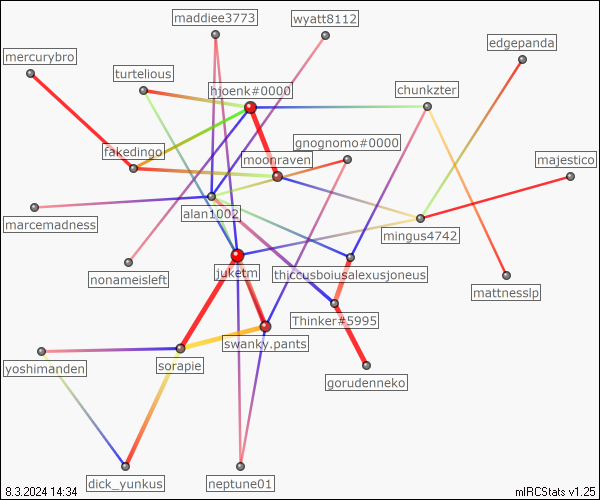 maddiee3773
wyatt8112
edgepanda
mercurybro
turtelious
hjoenk#0000
chunkzter
gnognomo#0000
fakedingo
moonraven
majestico
alan1002
marcemadness
mingus4742
nonameisleft
juketm
thiccusboiusalexusjoneus
mattnesslp
Thinker#5995
swanky.pants
yoshimanden
sorapie
gorudenneko
dick_yunkus
neptune01
8.3.2024 14:34
mIRCStats v1.25